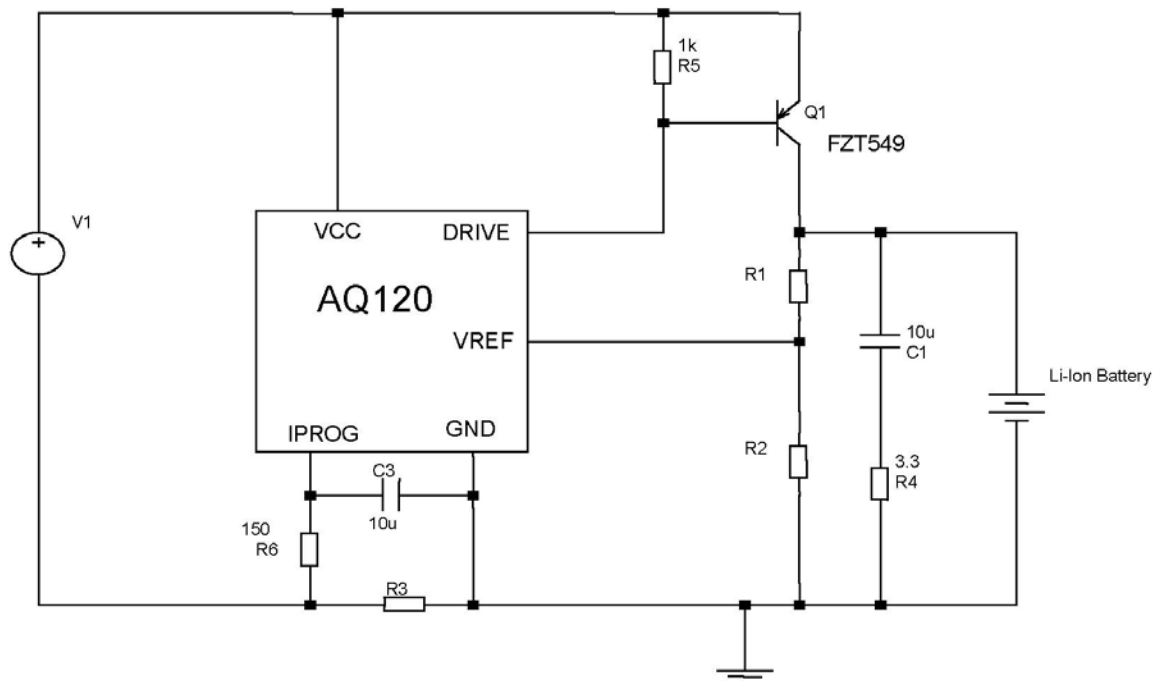 1k
R5
Q1
FZT549
V1
VCC
DRIVE
AQ120
R1
10u
C1
VREF
Li-Ion Battery
IPROG
GND
R2
3.3
R4
C3
10u
150
R6
R3